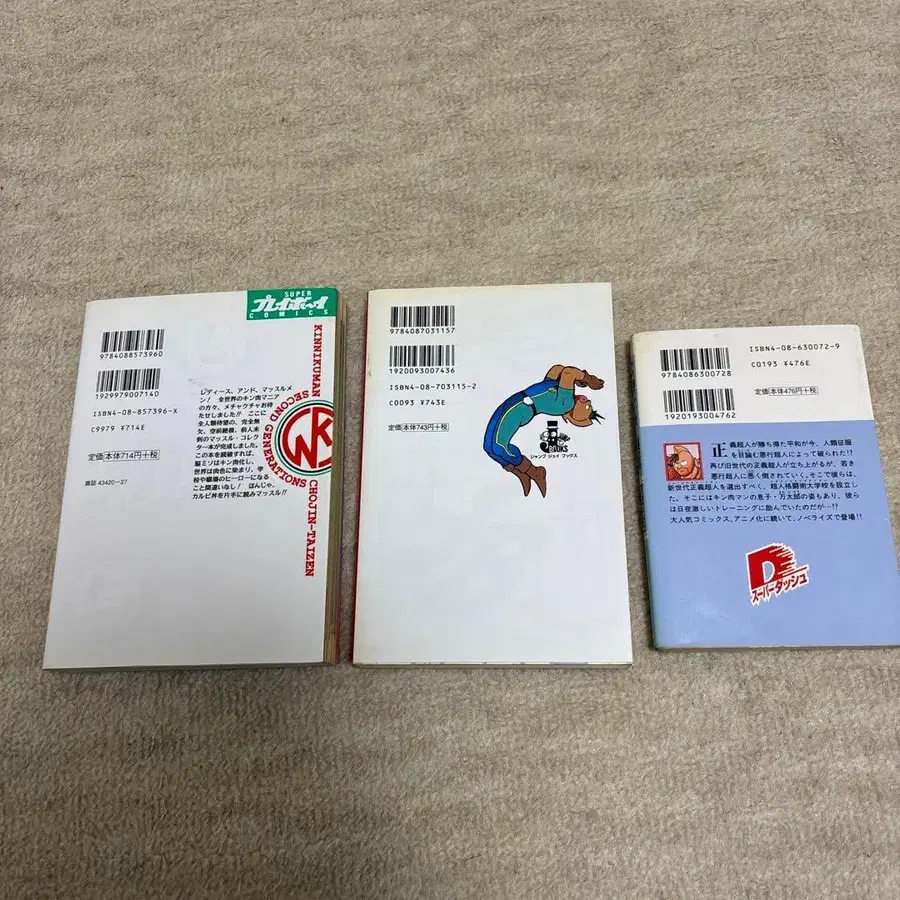 SUPER
プレイボーイ
COMICS
9784088573960
1929979007140
ISBN4-08-857396-X
C9979 ¥714E
定価 本体714円+税
雑誌 43420-27
レディース、アンド、マッスルメ
ン! 全世界のキン肉マニア
の方々、メチャクチャお待
たせしました!! ここに
全人類待望の、完全無
欠、空前絶後、前人未
到のマッスル・コレク
ター本が完成しました。
この本を読破すれば、
脳ミソはキン肉化し、
世界は肉色に染まり、学
校や職場のヒーローになる
こと間違いなし! ほんじゃ、
カルビ丼を片手に読みマッスル!!
KINNIKUMAN
SECOND GENERATIONS
CHOJIN-TAIZEN
9784087031157
1920093007436
ISBN4-08-703115-2
C0093 ¥743E
定価 本体743円+税
J BOOKS
ジャンプ ジェイ ブックス
9784086300728
1920193004762
ISBN4-08-630072-9
C0193 ¥476E
定価 本体476円+税
正義超人が勝ち得た平和が今、人類征服
を目論む悪行超人によって破られた!?
再び旧世代の正義超人が立ち上がるが、若き
悪行超人に悉く倒されていく。そこで彼らは、
新世代正義超人を選出すべく、超人格闘術大学校を設立し
た。そこにはキン肉マンの息子・万太郎の姿もあり、彼ら
は日夜激しいトレーニングに励んでいたのだが…!?
大人気コミックス、アニメ化に続いて、ノベライズで登場!!
D
スーパーダッシュ